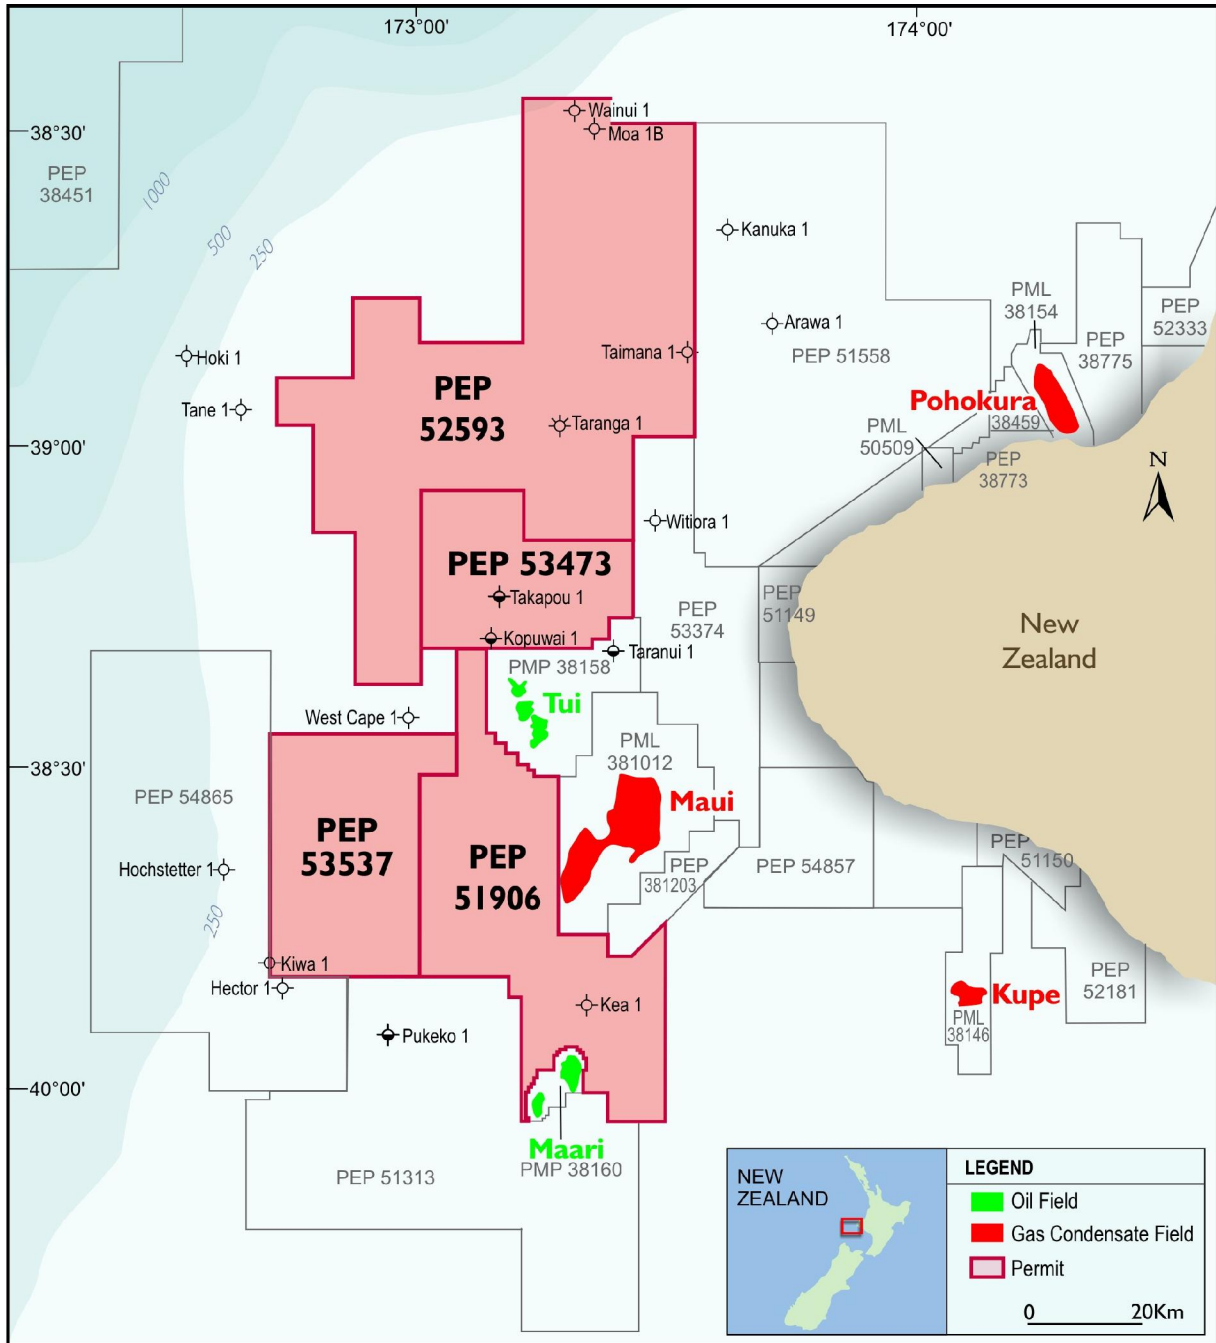 173°00'
174°00'
Wainui 1
38°30'
Moa 1B
PEP
38451
1000
500
250
Kanuka 1
PML
38154
PEP
52333
Arawa 1
PEP
38775
Hoki 1
Taimana 1
PEP 51558
PEP
52593
Tane 1
Pohokura
Taranga 1
38459
PML
50509
39°00'
PEP
38773
N
Witiora 1
PEP 53473
Takapou 1
PEP
51149
PEP
53374
New
Zealand
Kopuwai 1
Taranui 1
PMP 38158
Tui
West Cape 1
PML
381012
38°30'
PEP 54865
Maui
PEP
53537
PEP
51906
PEP
51150
Hochstetter 1
PEP
381203
PEP 54857
250
Kiwa 1
Hector 1
Kea 1
PEP
52181
Kupe
PML
38146
Pukeko 1
40°00'
Maari
PMP 38160
PEP 51313
NEW
ZEALAND
LEGEND
Oil Field
Gas Condensate Field
Permit
0
20Km